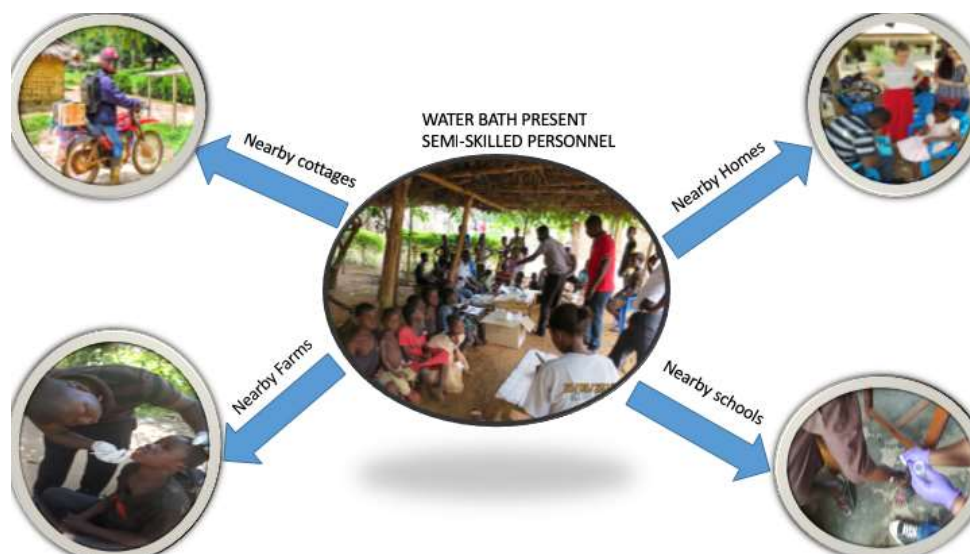 WATER BATH PRESENT
SEMI-SKILLED PERSONNEL
Nearby cottages
Nearby Homes
Nearby Farms
Nearby schools